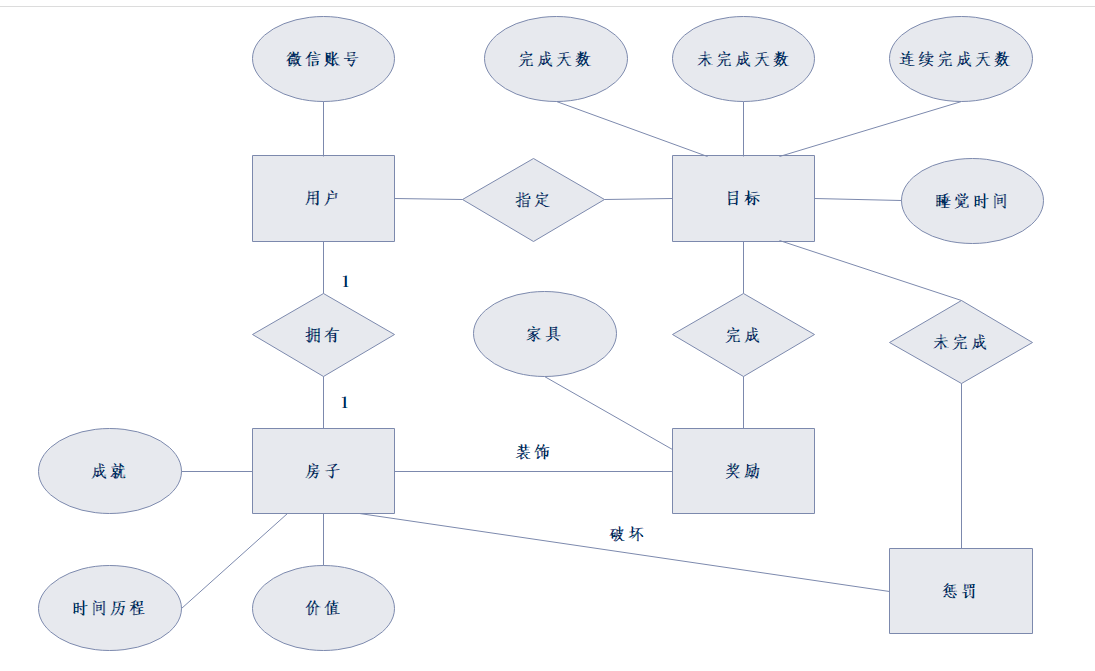 微信账号
完成天数
未完成天数
连续完成天数
用户
指定
目标
睡觉时间
1
拥有
家具
完成
未完成
1
成就
房子
装饰
奖励
破坏
时间历程
价值
惩罚